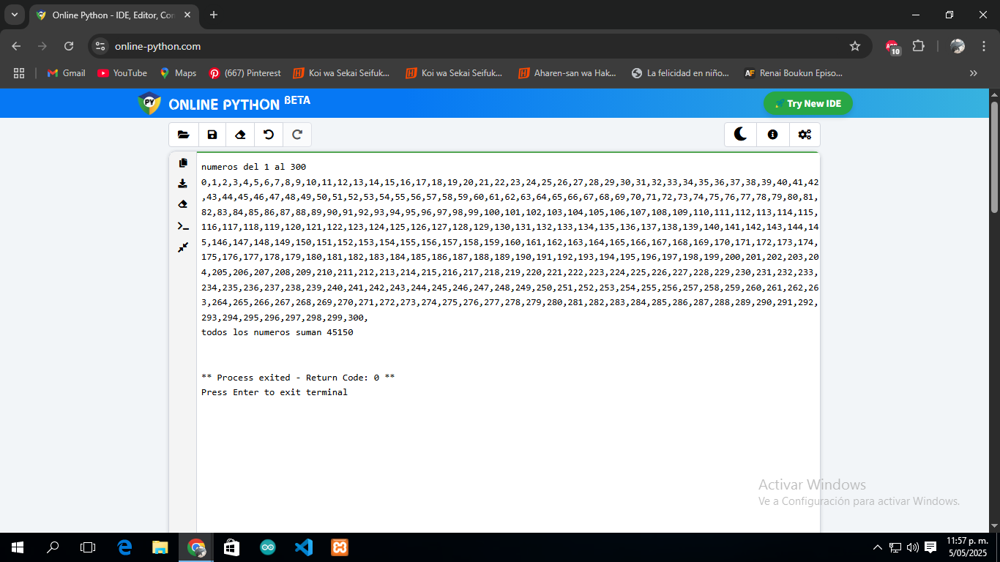 Online Python - IDE, Editor, Con
online-python.com
10
Gmail
YouTube
Maps
(667) Pinterest
Koi wa Sekai Seifuk...
Koi wa Sekai Seifuk...
Aharen-san wa Hak...
La felicidad en niño...
AF Renai Boukun Episo...
PY ONLINE PYTHON BETA
Try New IDE
numeros del 1 al 300
0,1,2,3,4,5,6,7,8,9,10,11,12,13,14,15,16,17,18,19,20,21,22,23,24,25,26,27,28,29,30,31,32,33,34,35,36,37,38,39,40,41,42
,43,44,45,46,47,48,49,50,51,52,53,54,55,56,57,58,59,60,61,62,63,64,65,66,67,68,69,70,71,72,73,74,75,76,77,78,79,80,81,
82,83,84,85,86,87,88,89,90,91,92,93,94,95,96,97,98,99,100,101,102,103,104,105,106,107,108,109,110,111,112,113,114,115,
116,117,118,119,120,121,122,123,124,125,126,127,128,129,130,131,132,133,134,135,136,137,138,139,140,141,142,143,144,14
5,146,147,148,149,150,151,152,153,154,155,156,157,158,159,160,161,162,163,164,165,166,167,168,169,170,171,172,173,174,
175,176,177,178,179,180,181,182,183,184,185,186,187,188,189,190,191,192,193,194,195,196,197,198,199,200,201,202,203,20
4,205,206,207,208,209,210,211,212,213,214,215,216,217,218,219,220,221,222,223,224,225,226,227,228,229,230,231,232,233,
234,235,236,237,238,239,240,241,242,243,244,245,246,247,248,249,250,251,252,253,254,255,256,257,258,259,260,261,262,26
3,264,265,266,267,268,269,270,271,272,273,274,275,276,277,278,279,280,281,282,283,284,285,286,287,288,289,290,291,292,
293,294,295,296,297,298,299,300,
todos los numeros suman 45150
** Process exited - Return Code: 0 **
Press Enter to exit terminal
Activar Windows
Ve a Configuración para activar Windows.
11:57 p. m.
5/05/2025